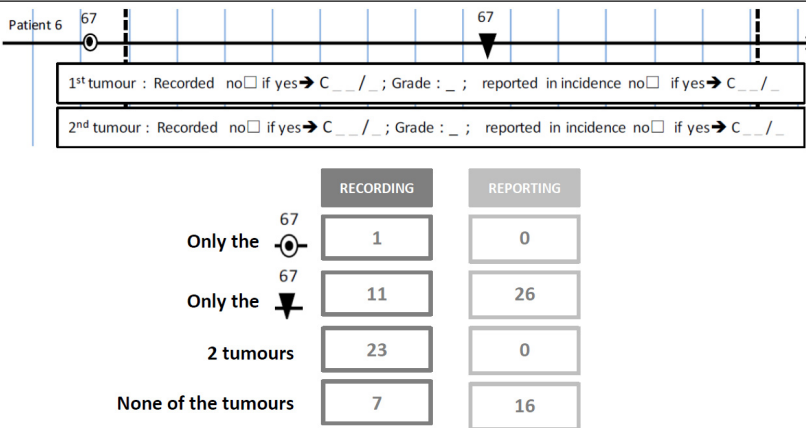 Patient 6 67 67
1st tumour : Recorded no☐ if yes➔ C _ _ / _ ; Grade : _ ; reported in incidence no☐ if yes➔ C _ _ / _
2nd tumour : Recorded no☐ if yes➔ C _ _ / _ ; Grade : _ ; reported in incidence no☐ if yes➔ C _ _ / _
RECORDING REPORTING
67
Only the 1 0
67
Only the 11 26
2 tumours 23 0
None of the tumours 7 16